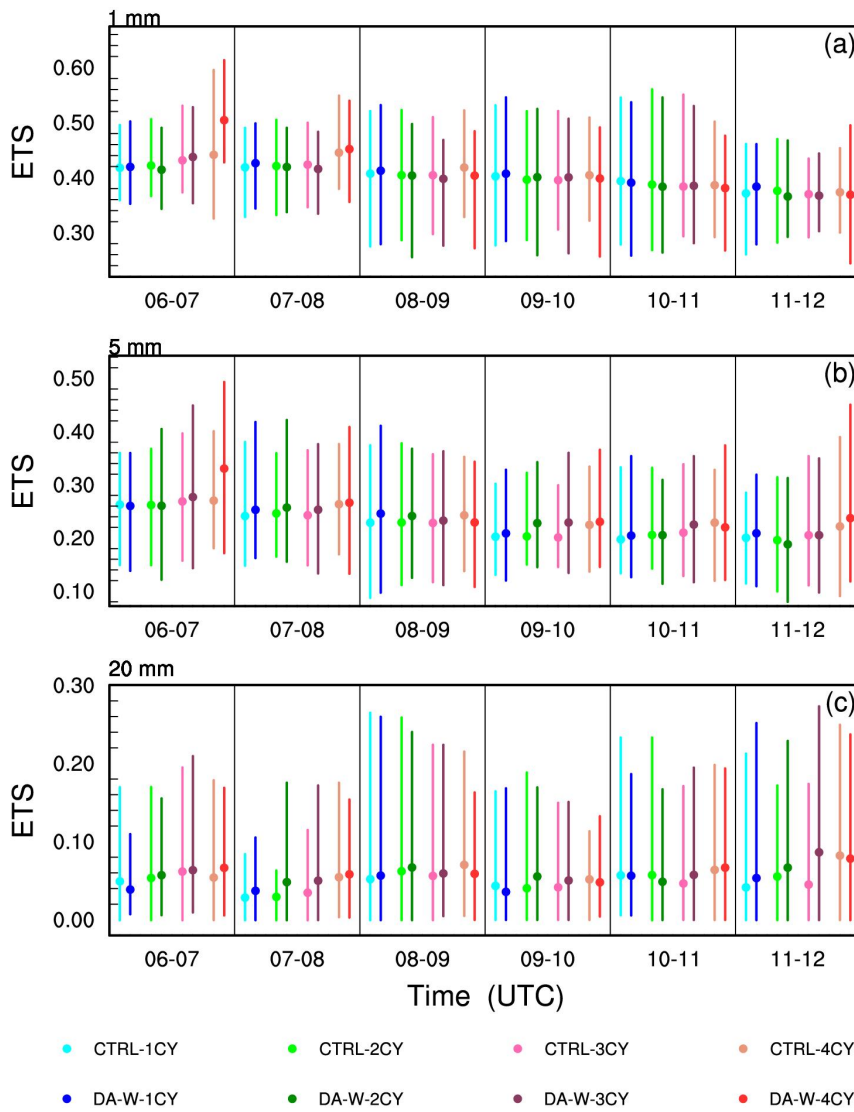 1 mm
(a)
0.60
0.50
0.40
0.30
ETS
06-07 07-08 08-09 09-10 10-11 11-12
5 mm
(b)
0.50
0.40
0.30
0.20
0.10
ETS
06-07 07-08 08-09 09-10 10-11 11-12
20 mm
(c)
0.30
0.20
0.10
0.00
ETS
06-07 07-08 08-09 09-10 10-11 11-12
Time (UTC)
CTRL-1CY CTRL-2CY CTRL-3CY CTRL-4CY
DA-W-1CY DA-W-2CY DA-W-3CY DA-W-4CY